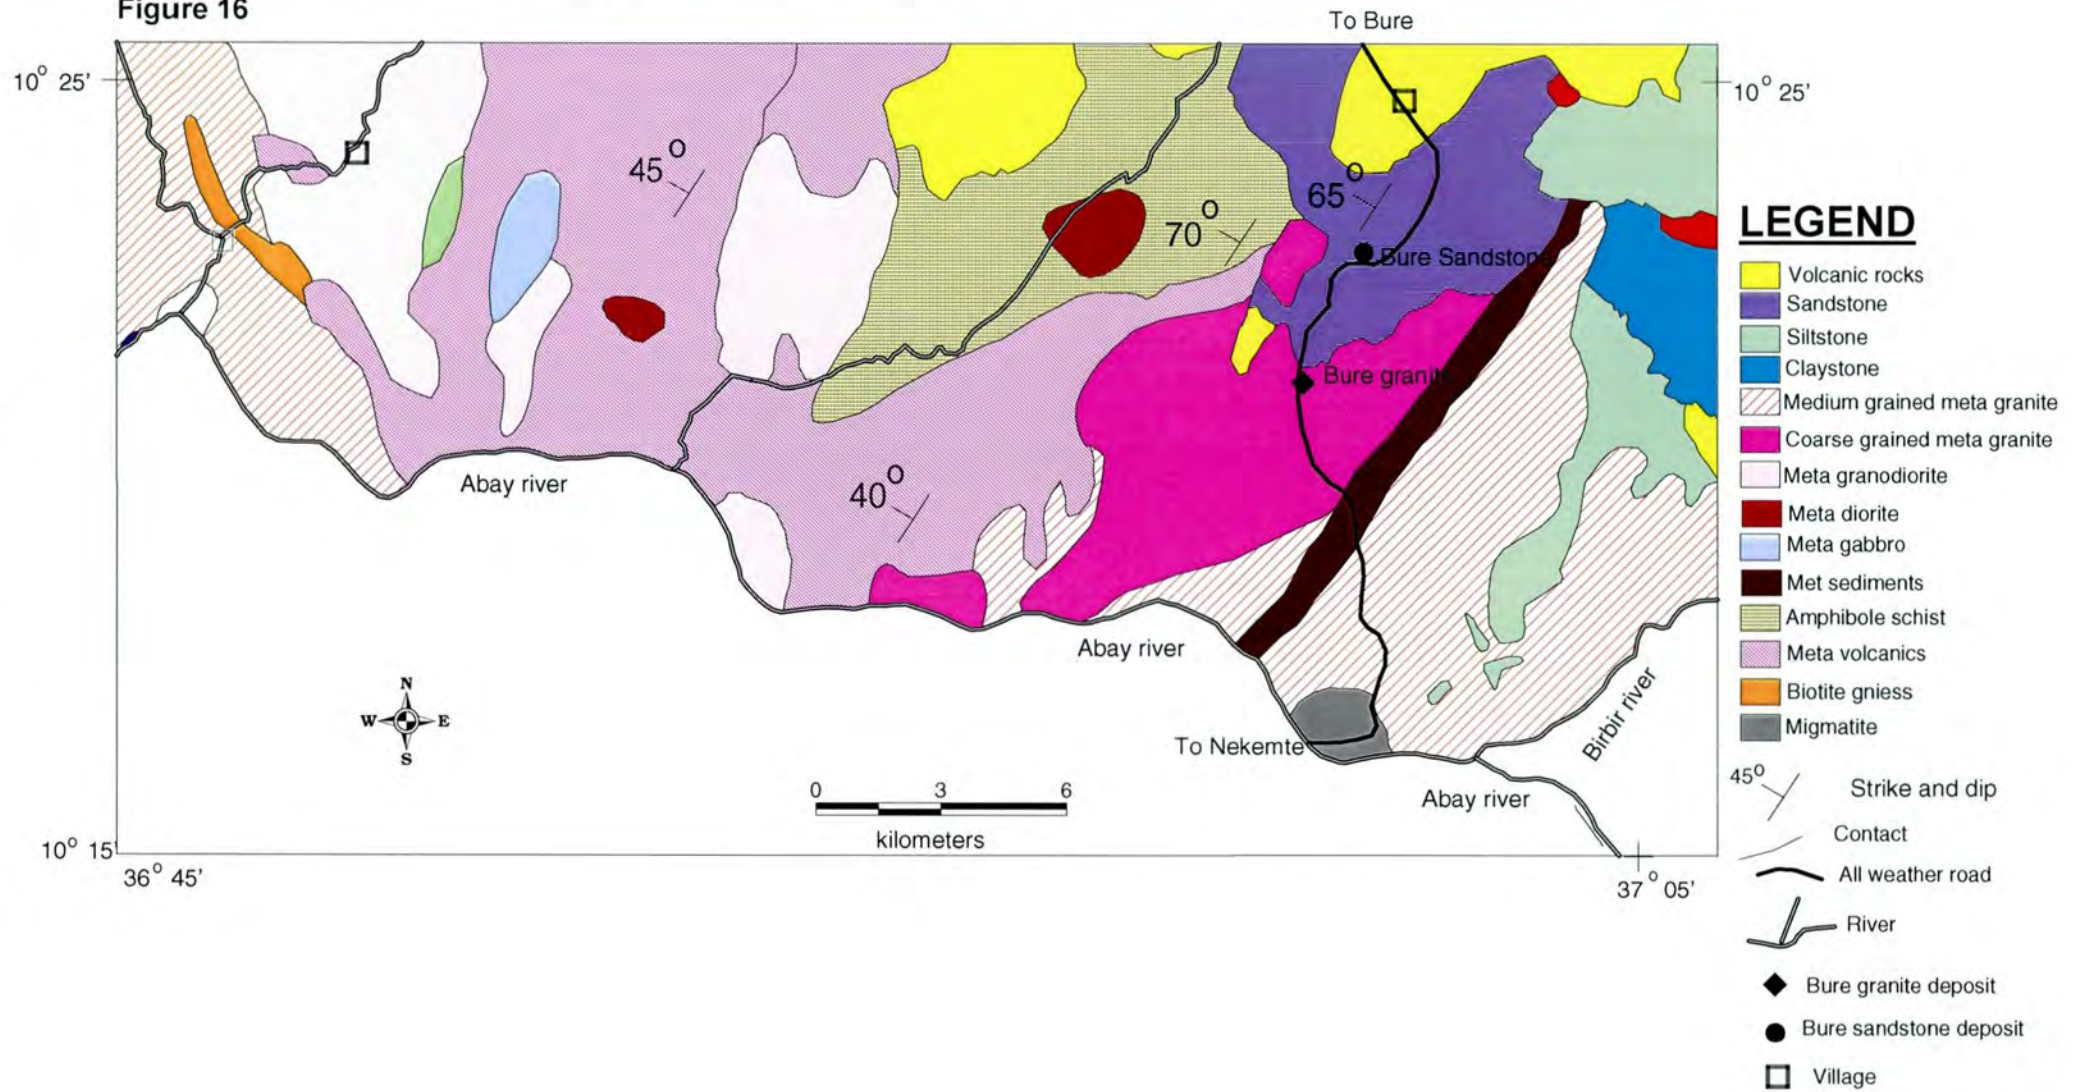 Figure 16
To Bure
10° 25'
10° 25'
45°
65°
70°
Bure Sandstone
Bure granite
40°
Abay river
Abay river
N
W E
S
To Nekemte
Birbir river
Abay river
0 3 6
kilometers
10° 15'
36° 45'
37° 05'
LEGEND
Volcanic rocks
Sandstone
Siltstone
Claystone
Medium grained meta granite
Coarse grained meta granite
Meta granodiorite
Meta diorite
Meta gabbro
Met sediments
Amphibole schist
Meta volcanics
Biotite gniess
Migmatite
45° Strike and dip
Contact
All weather road
River
Bure granite deposit
Bure sandstone deposit
Village